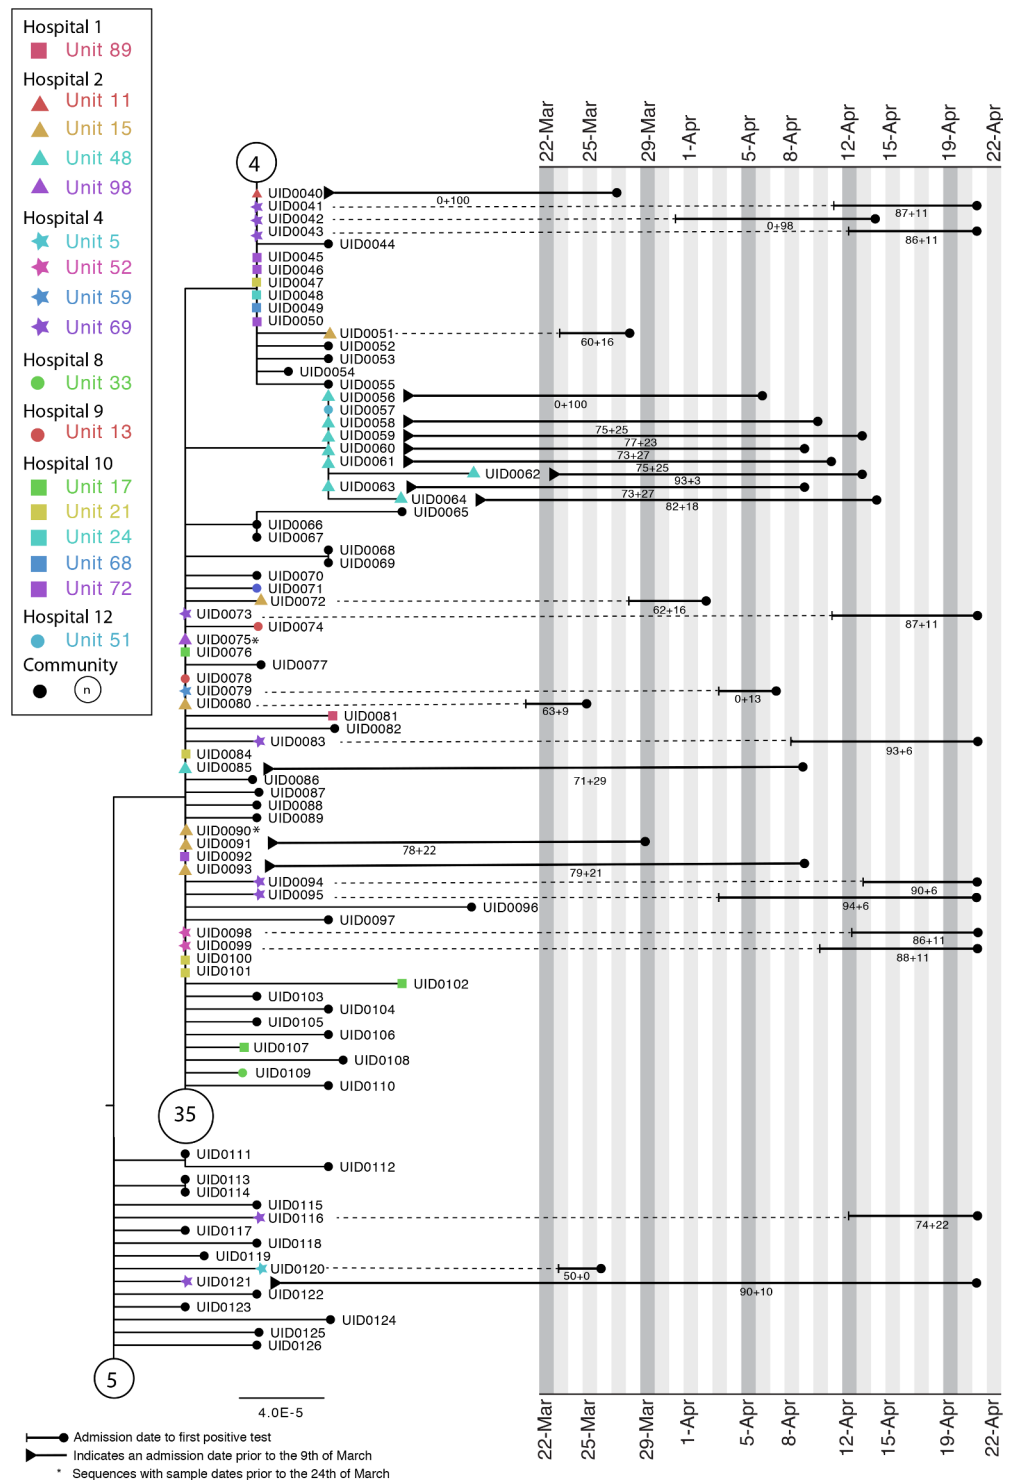 Hospital 1
Unit 89
Hospital 2
Unit 11
Unit 15
Unit 48
Unit 98
Hospital 4
Unit 5
Unit 52
Unit 59
Unit 69
Hospital 8
Unit 33
Hospital 9
Unit 13
Hospital 10
Unit 17
Unit 21
Unit 24
Unit 68
Unit 72
Hospital 12
Unit 51
Community
n
22-Mar 25-Mar 29-Mar 1-Apr 5-Apr 8-Apr 12-Apr 15-Apr 19-Apr 22-Apr
4
UID0040
0+100
UID0041
87+11
UID0042
0+98
UID0043
86+11
UID0044
UID0045
UID0046
UID0047
UID0048
UID0049
UID0050
UID0051
60+16
UID0052
UID0053
UID0054
UID0055
UID0056
0+100
UID0057
UID0058
75+25
UID0059
77+23
UID0060
73+27
UID0061
75+25
UID0062
93+3
UID0063
73+27
UID0064
82+18
UID0065
UID0066
UID0067
UID0068
UID0069
UID0070
UID0071
UID0072
62+16
UID0073
87+11
UID0074
UID0075*
UID0076
UID0077
UID0078
UID0079
0+13
UID0080
63+9
UID0081
UID0082
UID0083
93+6
UID0084
UID0085
71+29
UID0086
UID0087
UID0088
UID0089
UID0090*
UID0091
78+22
UID0092
UID0093
79+21
UID0094
90+6
UID0095
94+6
UID0096
UID0097
UID0098
86+11
UID0099
88+11
UID0100
UID0101
UID0102
UID0103
UID0104
UID0105
UID0106
UID0107
UID0108
UID0109
UID0110
35
UID0111
UID0112
UID0113
UID0114
UID0115
UID0116
74+22
UID0117
UID0118
UID0119
UID0120
50+0
UID0121
90+10
UID0122
UID0123
UID0124
UID0125
UID0126
5
4.0E-5
22-Mar 25-Mar 29-Mar 1-Apr 5-Apr 8-Apr 12-Apr 15-Apr 19-Apr 22-Apr
Admission date to first positive test
Indicates an admission date prior to the 9th of March
* Sequences with sample dates prior to the 24th of March